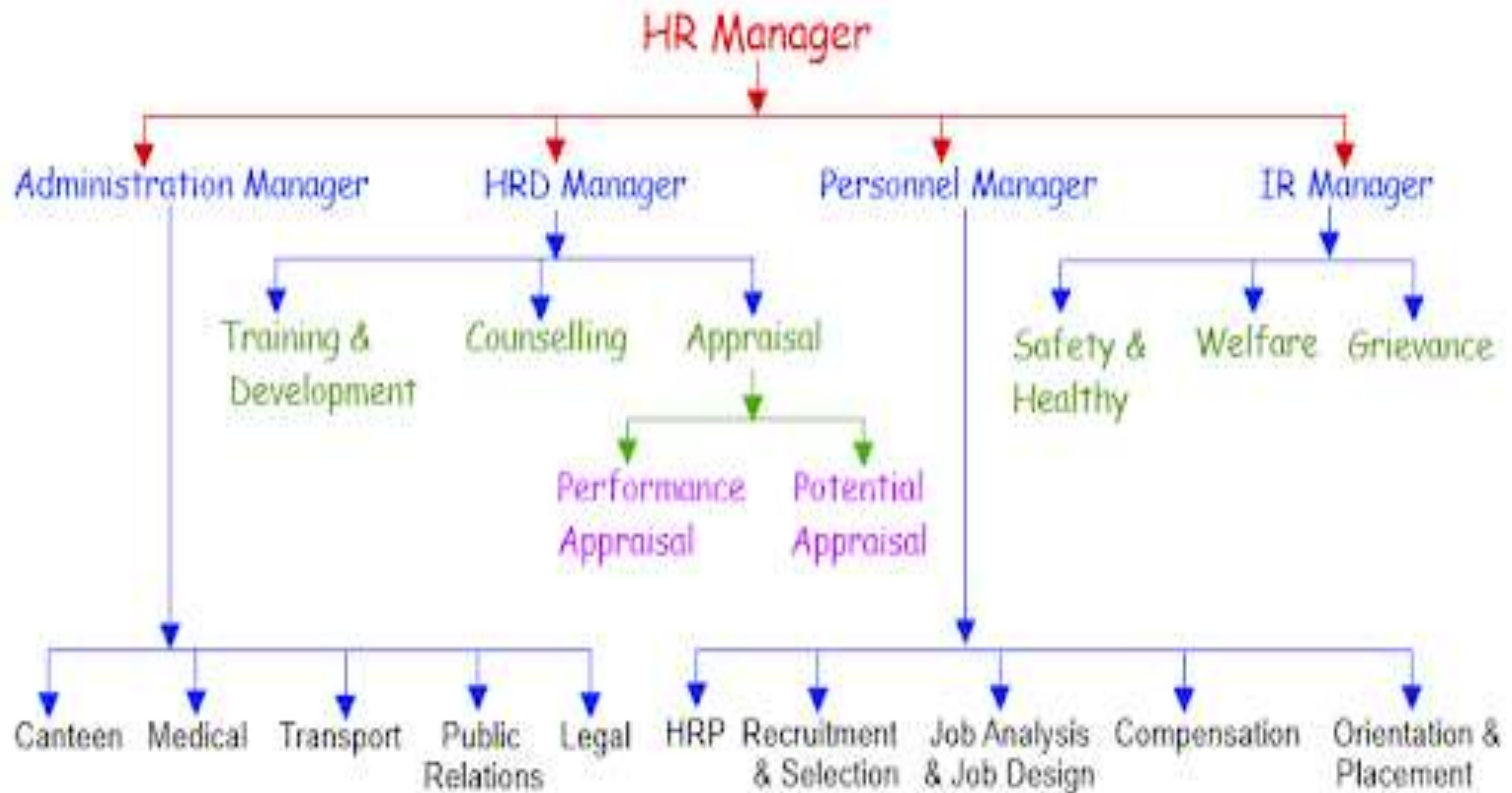 HR Manager
Administration Manager HRD Manager Personnel Manager IR Manager
Training &
Development
Counselling
Appraisal
Safety &
Healthy
Welfare
Grievance
Performance
Appraisal
Potential
Appraisal
Canteen
Medical
Transport
Public
Relations
Legal
HRP
Recruitment
& Selection
Job Analysis
& Job Design
Compensation
Orientation &
Placement